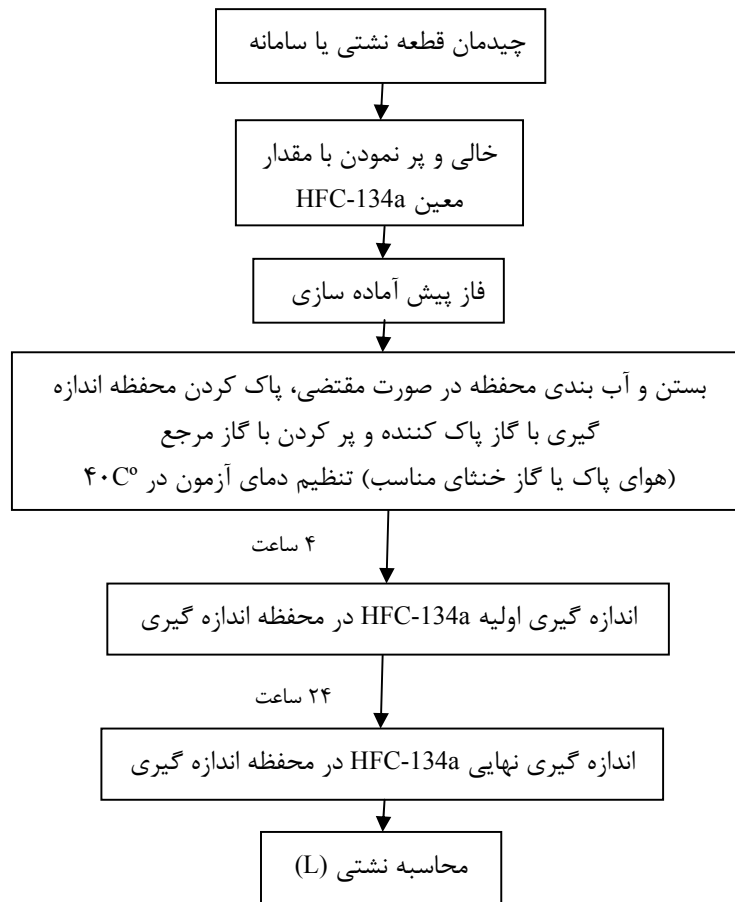 چیدمان قطعه نشتی یا سامانه
خالی و پر نمودن با مقدار
معین HFC-134a
فاز پیش آماده سازی
بستن و آب بندی محفظه در صورت مقتضی، پاک کردن محفظه اندازه
گیری با گاز پاک کننده و پر کردن با گاز مرجع
(هوای پاک یا گاز خنثای مناسب) تنظیم دمای آزمون در ۴۰Cº
۴ ساعت
اندازه گیری اولیه HFC-134a در محفظه اندازه گیری
۲۴ ساعت
اندازه گیری نهایی HFC-134a در محفظه اندازه گیری
محاسبه نشتی (L)